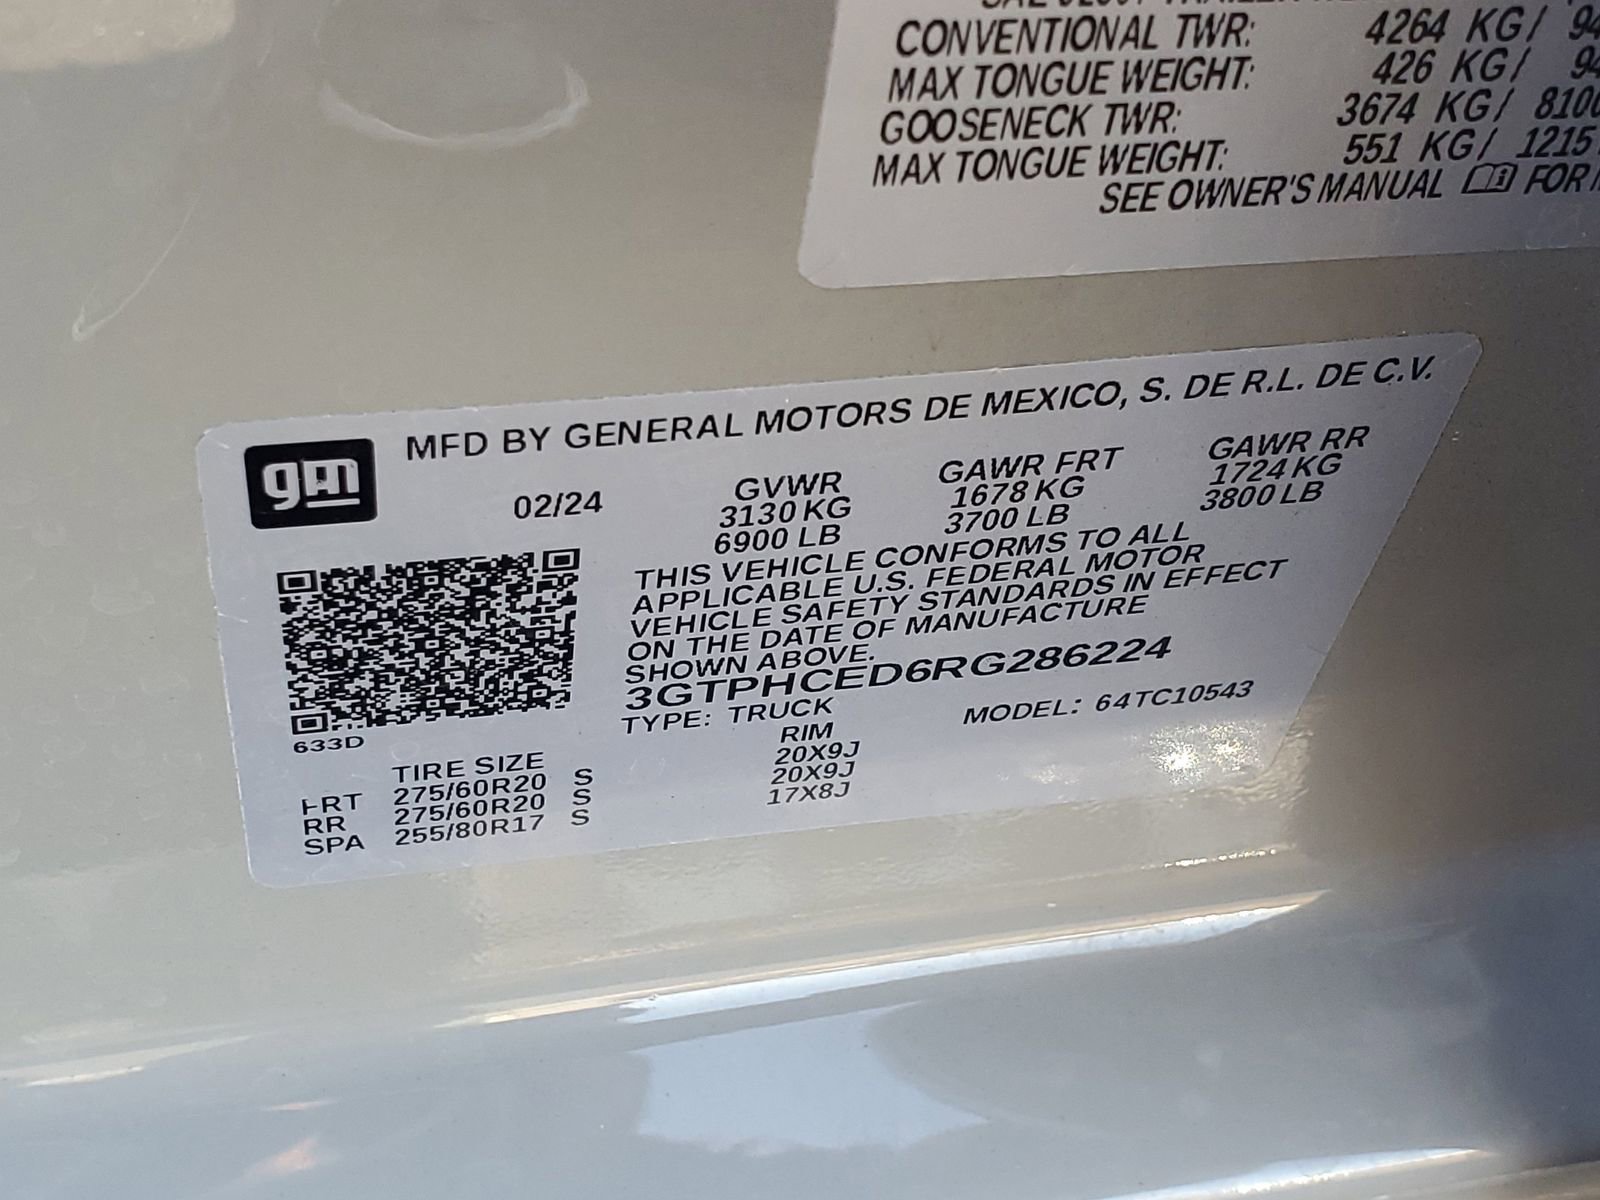 CONVENTIONAL TWR: 4264 KG/ 94
MAX TONGUE WEIGHT: 426 KG/ 94
GOOSENECK TWR: 3674 KG/ 8100
MAX TONGUE WEIGHT: 551 KG/ 1215
SEE OWNER'S MANUAL FOR
MFD BY GENERAL MOTORS DE MEXICO, S. DE R.L. DE C.V.
gm
02/24
GVWR GAWR FRT GAWR RR
3130 KG 1678 KG 1724 KG
6900 LB 3700 LB 3800 LB
THIS VEHICLE CONFORMS TO ALL
APPLICABLE U.S. FEDERAL MOTOR
VEHICLE SAFETY STANDARDS IN EFFECT
ON THE DATE OF MANUFACTURE
SHOWN ABOVE.
3GTPHCED6RG286224
TYPE: TRUCK MODEL: 64TC10543
633D
TIRE SIZE RIM
FRT 275/60R20 S 20X9J
RR 275/60R20 S 20X9J
SPA 255/80R17 S 17X8J